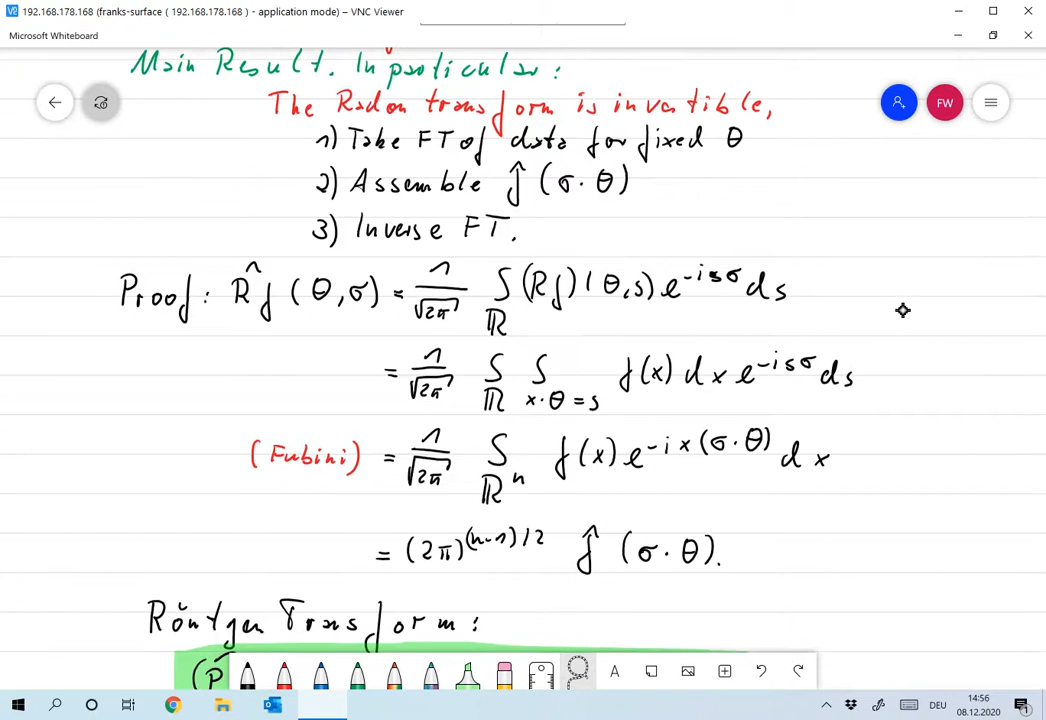 192.168.178.168 (franks-surface ( 192.168.178.168 ) - application mode) – VNC Viewer
Microsoft Whiteboard
Main Result. In particular:
The Radon transform is invertible,
1) Take FT of data for fixed θ
2) Assemble f̂ (σ·θ)
3) Inverse FT.
FW
Proof: R̂f (θ,σ) = 1/√2π ∫_ℝ (Rf)(θ,s) e^{-isσ} ds
= 1/√2π ∫_ℝ ∫_{x·θ=s} f(x) dx e^{-isσ} ds
(Fubini) = 1/√2π ∫_{ℝ^n} f(x) e^{-ix(σ·θ)} dx
= (2π)^{(n-1)/2} f̂ (σ·θ).
Röntgen Transform:
(P
A
DEU
14:56
08.12.2020
1